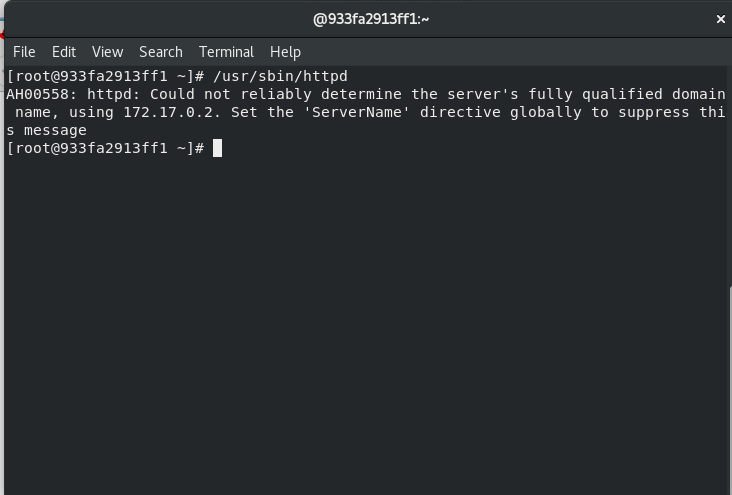 @933fa2913ff1:~
File Edit View Search Terminal Help
[root@933fa2913ff1 ~]# /usr/sbin/httpd
AH00558: httpd: Could not reliably determine the server's fully qualified domain
 name, using 172.17.0.2. Set the 'ServerName' directive globally to suppress thi
s message
[root@933fa2913ff1 ~]#